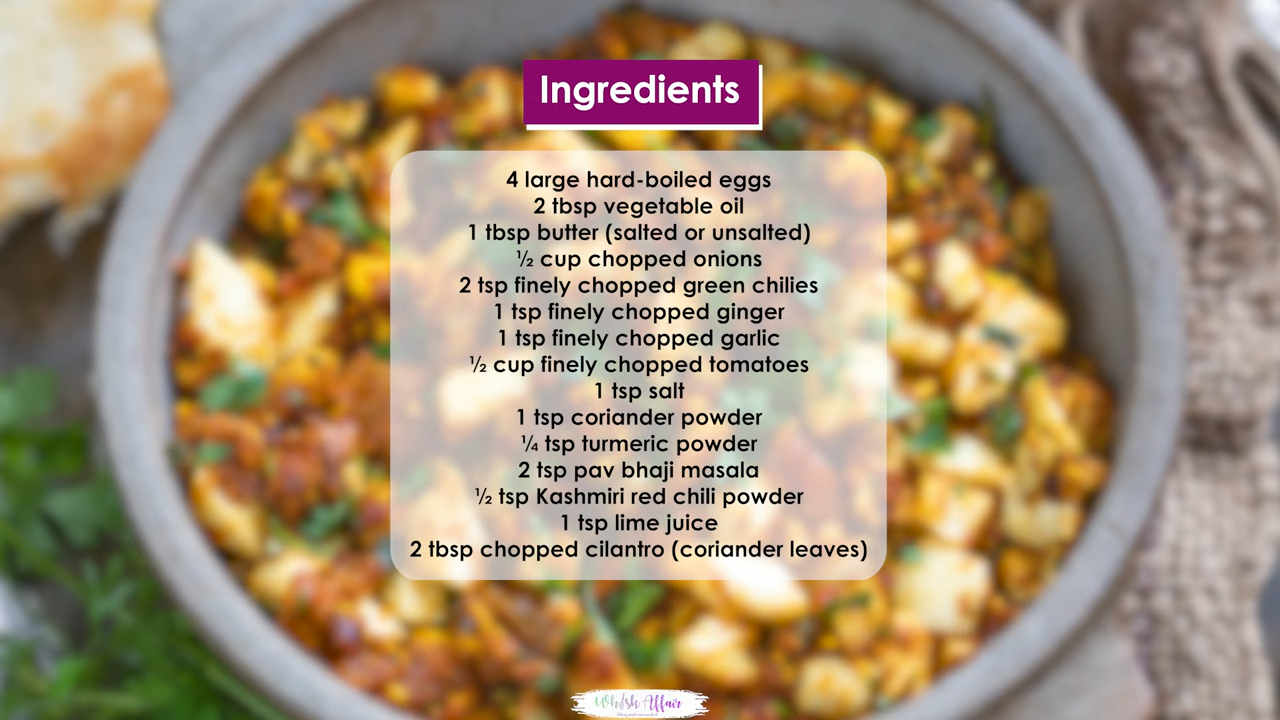 Ingredients
4 large hard-boiled eggs
2 tbsp vegetable oil
1 tbsp butter (salted or unsalted)
½ cup chopped onions
2 tsp finely chopped green chilies
1 tsp finely chopped ginger
1 tsp finely chopped garlic
½ cup finely chopped tomatoes
1 tsp salt
1 tsp coriander powder
¼ tsp turmeric powder
2 tsp pav bhaji masala
½ tsp Kashmiri red chili powder
1 tsp lime juice
2 tbsp chopped cilantro (coriander leaves)
Affair